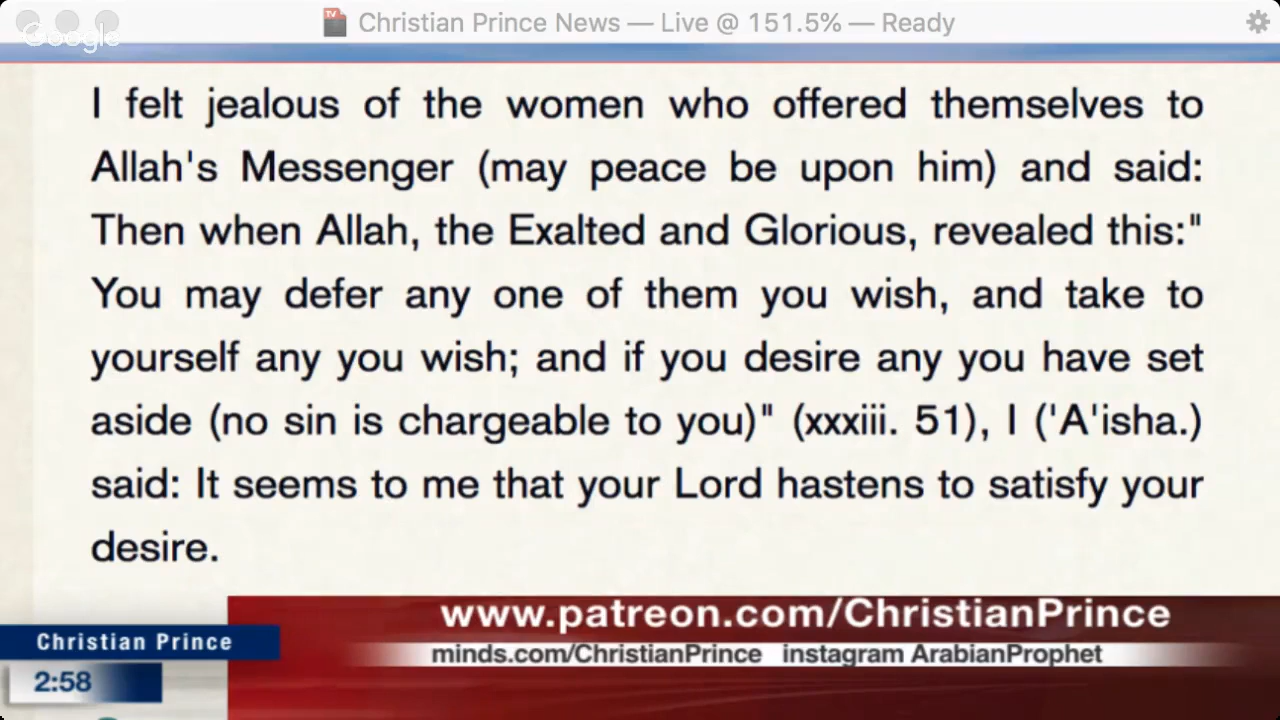 Christian Prince News — Live @ 151.5% — Ready
Google
TV
I felt jealous of the women who offered themselves to
Allah's Messenger (may peace be upon him) and said:
Then when Allah, the Exalted and Glorious, revealed this:"
You may defer any one of them you wish, and take to
yourself any you wish; and if you desire any you have set
aside (no sin is chargeable to you)" (xxxiii. 51), I ('A'isha.)
said: It seems to me that your Lord hastens to satisfy your
desire.
www.patreon.com/ChristianPrince
Christian Prince
minds.com/ChristianPrince instagram ArabianProphet
2:58